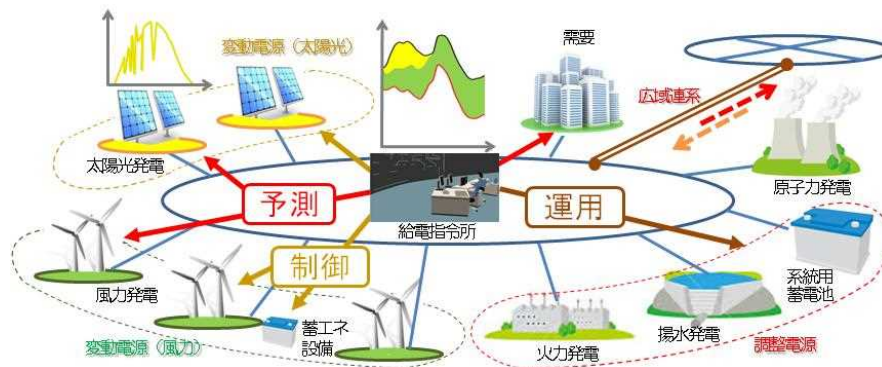 変動電源（太陽光）
需要
広域連系
太陽光発電
原子力発電
予測
運用
給電指令所
制御
風力発電
系統用
蓄電池
蓄エネ
設備
揚水発電
火力発電
変動電源（風力）
調整電源